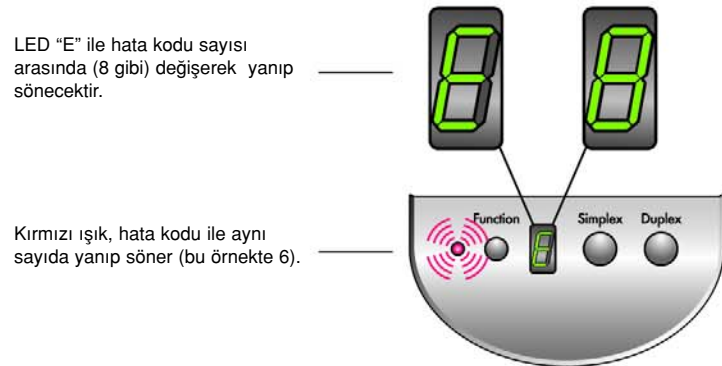 LED “E” ile hata kodu sayısı
arasında (8 gibi) değişerek yanıp
sönecektir.
E 8
Function Simplex Duplex
E
Kırmızı ışık, hata kodu ile aynı
sayıda yanıp söner (bu örnekte 6).